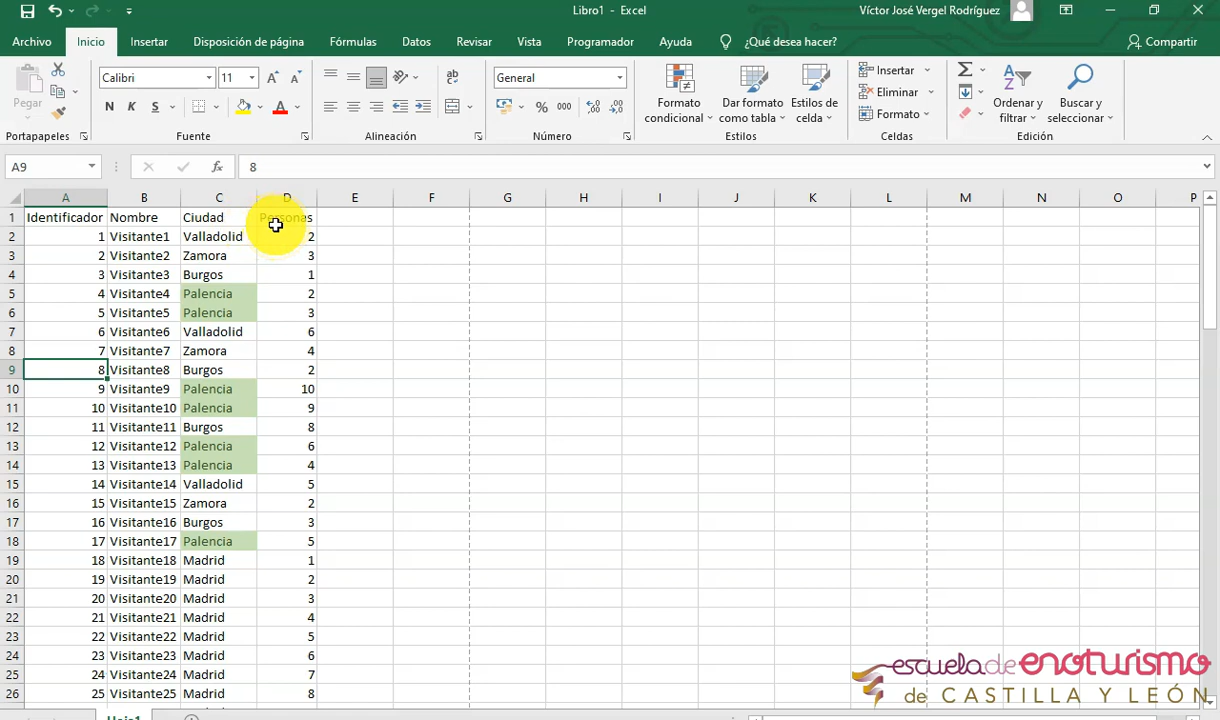 Libro1 - Excel
Víctor José Vergel Rodríguez
Archivo Inicio Insertar Disposición de página Fórmulas Datos Revisar Vista Programador Ayuda ¿Qué desea hacer? Compartir
Pegar
Calibri 11
N K S
ab
General
% 000
Formato condicional
Dar formato como tabla
Estilos de celda
Insertar
Eliminar
Formato
Ordenar y filtrar
Buscar y seleccionar
Portapapeles Fuente Alineación Número Estilos Celdas Edición
A9 fx 8
A B C D E F G H I J K L M N O P
1 Identificador Nombre Ciudad Personas
2 1 Visitante1 Valladolid 2
3 2 Visitante2 Zamora 3
4 3 Visitante3 Burgos 1
5 4 Visitante4 Palencia 2
6 5 Visitante5 Palencia 3
7 6 Visitante6 Valladolid 6
8 7 Visitante7 Zamora 4
9 8 Visitante8 Burgos 2
10 9 Visitante9 Palencia 10
11 10 Visitante10 Palencia 9
12 11 Visitante11 Burgos 8
13 12 Visitante12 Palencia 6
14 13 Visitante13 Palencia 4
15 14 Visitante14 Valladolid 5
16 15 Visitante15 Zamora 2
17 16 Visitante16 Burgos 3
18 17 Visitante17 Palencia 5
19 18 Visitante18 Madrid 1
20 19 Visitante19 Madrid 2
21 20 Visitante20 Madrid 3
22 21 Visitante21 Madrid 4
23 22 Visitante22 Madrid 5
24 23 Visitante23 Madrid 6
25 24 Visitante24 Madrid 7
26 25 Visitante25 Madrid 8
escuela de enoturismo
de CASTILLA Y LEÓN
Hoja1